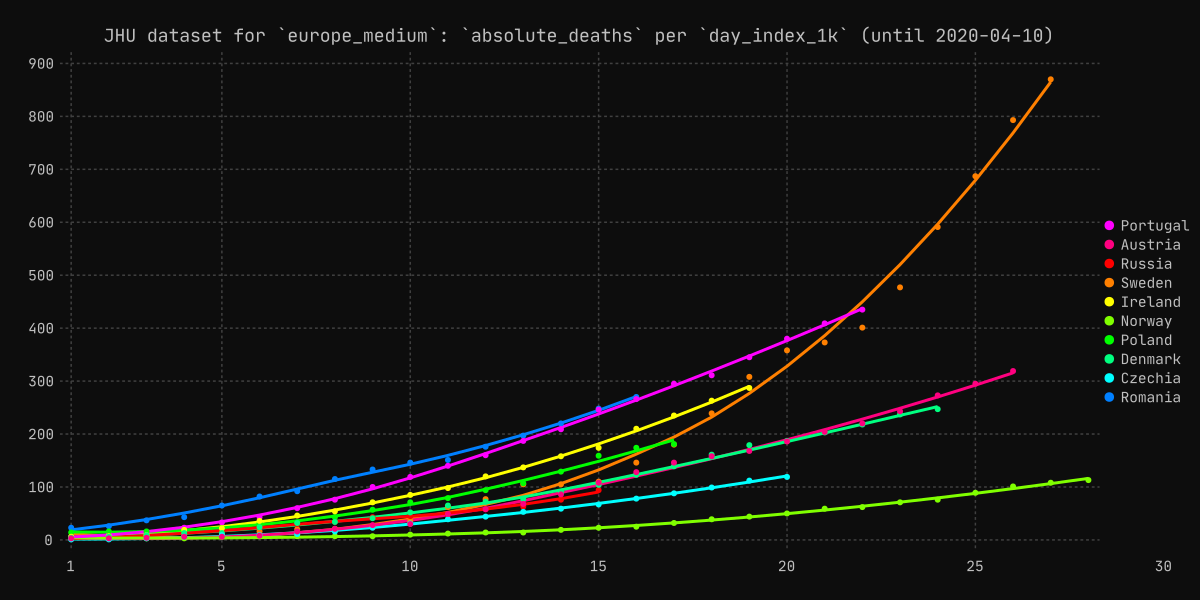 JHU dataset for `europe_medium`: `absolute_deaths` per `day_index_1k` (until 2020-04-10)
900
800
700
600
500
400
300
200
100
0
1 5 10 15 20 25 30
Portugal
Austria
Russia
Sweden
Ireland
Norway
Poland
Denmark
Czechia
Romania